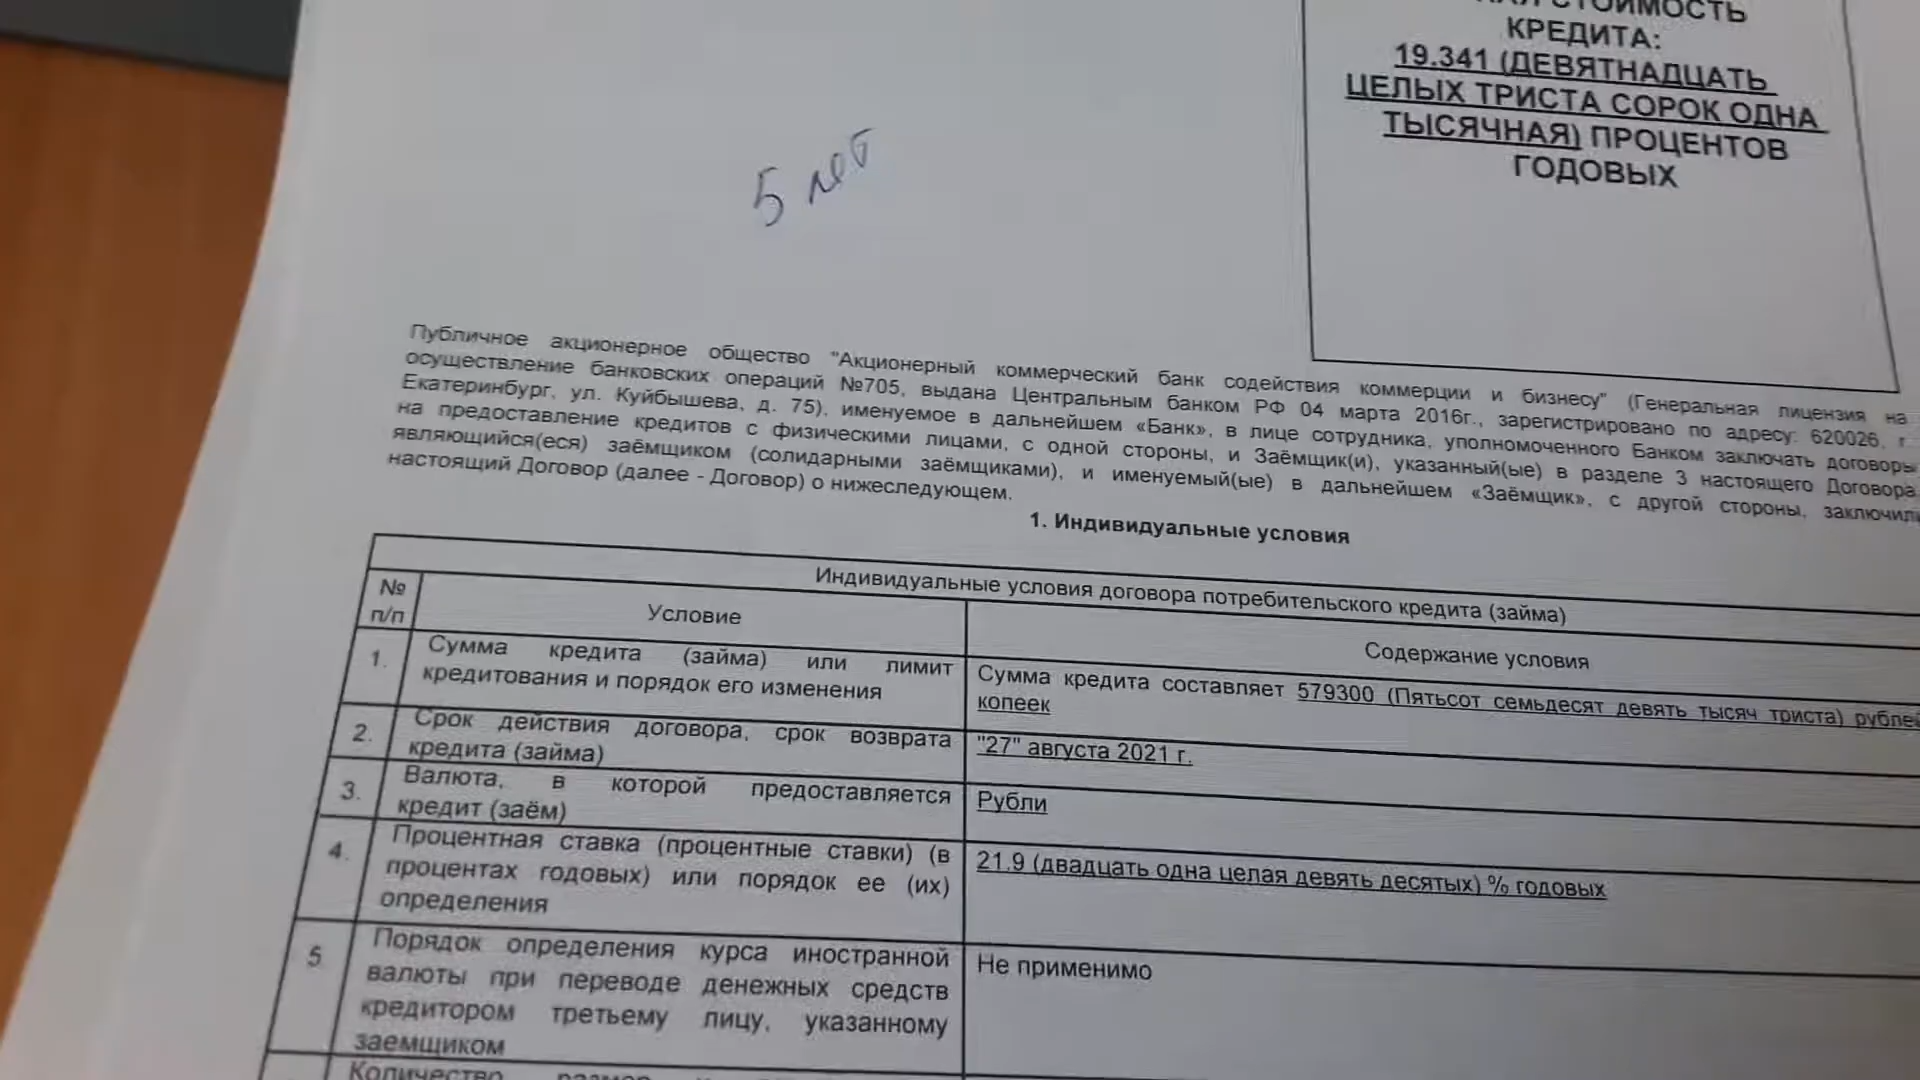 СТОИМОСТЬ
КРЕДИТА:
19.341 (ДЕВЯТНАДЦАТЬ
ЦЕЛЫХ ТРИСТА СОРОК ОДНА
ТЫСЯЧНАЯ) ПРОЦЕНТОВ
ГОДОВЫХ
5 лет
Публичное акционерное общество "Акционерный коммерческий банк содействия коммерции и бизнесу" (Генеральная лицензия на
осуществление банковских операций №705, выдана Центральным банком РФ 04 марта 2016г., зарегистрировано по адресу: 620026, г.
Екатеринбург, ул. Куйбышева, д. 75), именуемое в дальнейшем «Банк», в лице сотрудника, уполномоченного Банком заключать договоры
на предоставление кредитов с физическими лицами, с одной стороны, и Заёмщик(и), указанный(ые) в разделе 3 настоящего Договора,
являющийся(еся) заёмщиком (солидарными заёмщиками), и именуемый(ые) в дальнейшем «Заёмщик», с другой стороны, заключили
настоящий Договор (далее - Договор) о нижеследующем.
1. Индивидуальные условия
Индивидуальные условия договора потребительского кредита (займа)
№
п/п
Условие
Содержание условия
1.
Сумма кредита (займа) или лимит
кредитования и порядок его изменения
Сумма кредита составляет 579300 (Пятьсот семьдесят девять тысяч триста) рублей
копеек
2.
Срок действия договора, срок возврата
кредита (займа)
"27" августа 2021 г.
3.
Валюта, в которой предоставляется
кредит (заём)
Рубли
4.
Процентная ставка (процентные ставки) (в
процентах годовых) или порядок ее (их)
определения
21.9 (двадцать одна целая девять десятых) % годовых
5.
Порядок определения курса иностранной
валюты при переводе денежных средств
кредитором третьему лицу, указанному
заемщиком
Не применимо
Количество